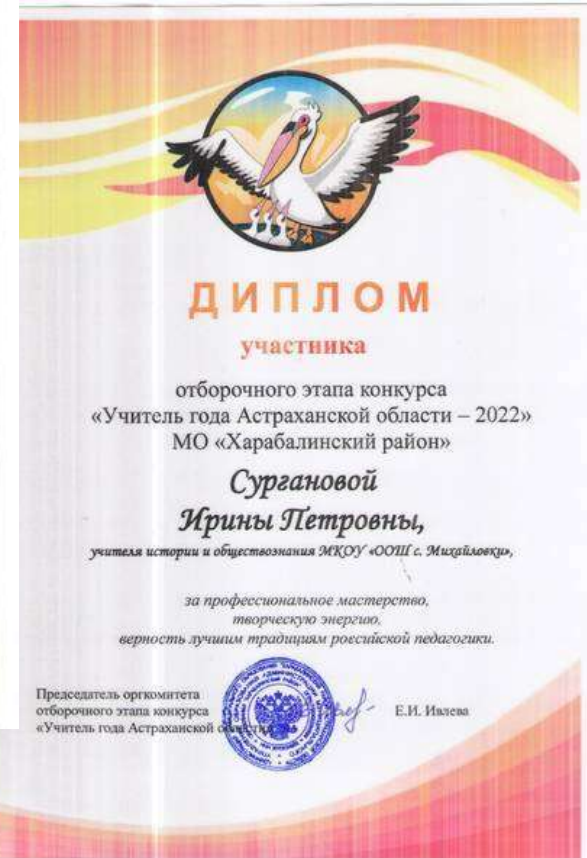 ДИПЛОМ
участника
отборочного этапа конкурса
«Учитель года Астраханской области – 2022»
МО «Харабалинский район»
Сургановой
Ирины Петровны,
учителя истории и обществознания МКОУ «ООШ с. Михайловки»,
за профессиональное мастерство,
творческую энергию,
верность лучшим традициям российской педагогики.
Председатель оргкомитета
отборочного этапа конкурса
Е.И. Ивлева
«Учитель года Астраханской